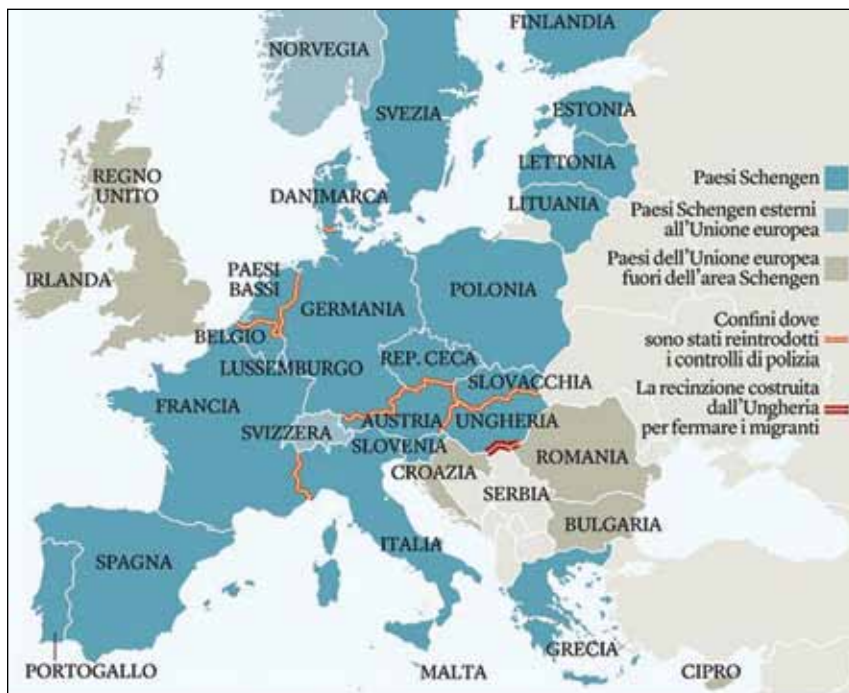 FINLANDIA
NORVEGIA
SVEZIA
ESTONIA
LETTONIA
LITUANIA
REGNO
UNITO
DANIMARCA
IRLANDA
PAESI
BASSI
GERMANIA
POLONIA
BELGIO
LUSSEMBURGO
REP. CECA
SLOVACCHIA
FRANCIA
SVIZZERA
AUSTRIA
UNGHERIA
SLOVENIA
CROAZIA
ROMANIA
SERBIA
BULGARIA
ITALIA
SPAGNA
PORTOGALLO
MALTA
GRECIA
CIPRO
Paesi Schengen
Paesi Schengen esterni
all'Unione europea
Paesi dell'Unione europea
fuori dell'area Schengen
Confini dove
sono stati reintrodotti
i controlli di polizia
La recinzione costruita
dall'Ungheria
per fermare i migranti